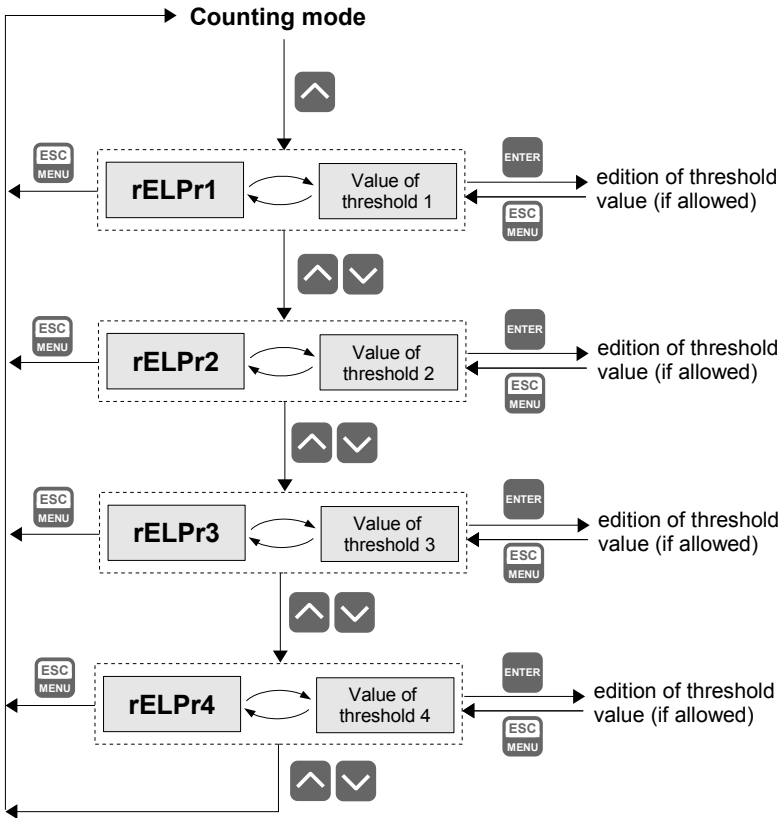 Counting mode
ESC
MENU
rELPr1
Value of
threshold 1
ENTER
ESC
MENU
edition of threshold
value (if allowed)
ESC
MENU
rELPr2
Value of
threshold 2
ENTER
ESC
MENU
edition of threshold
value (if allowed)
ESC
MENU
rELPr3
Value of
threshold 3
ENTER
ESC
MENU
edition of threshold
value (if allowed)
ESC
MENU
rELPr4
Value of
threshold 4
ENTER
ESC
MENU
edition of threshold
value (if allowed)